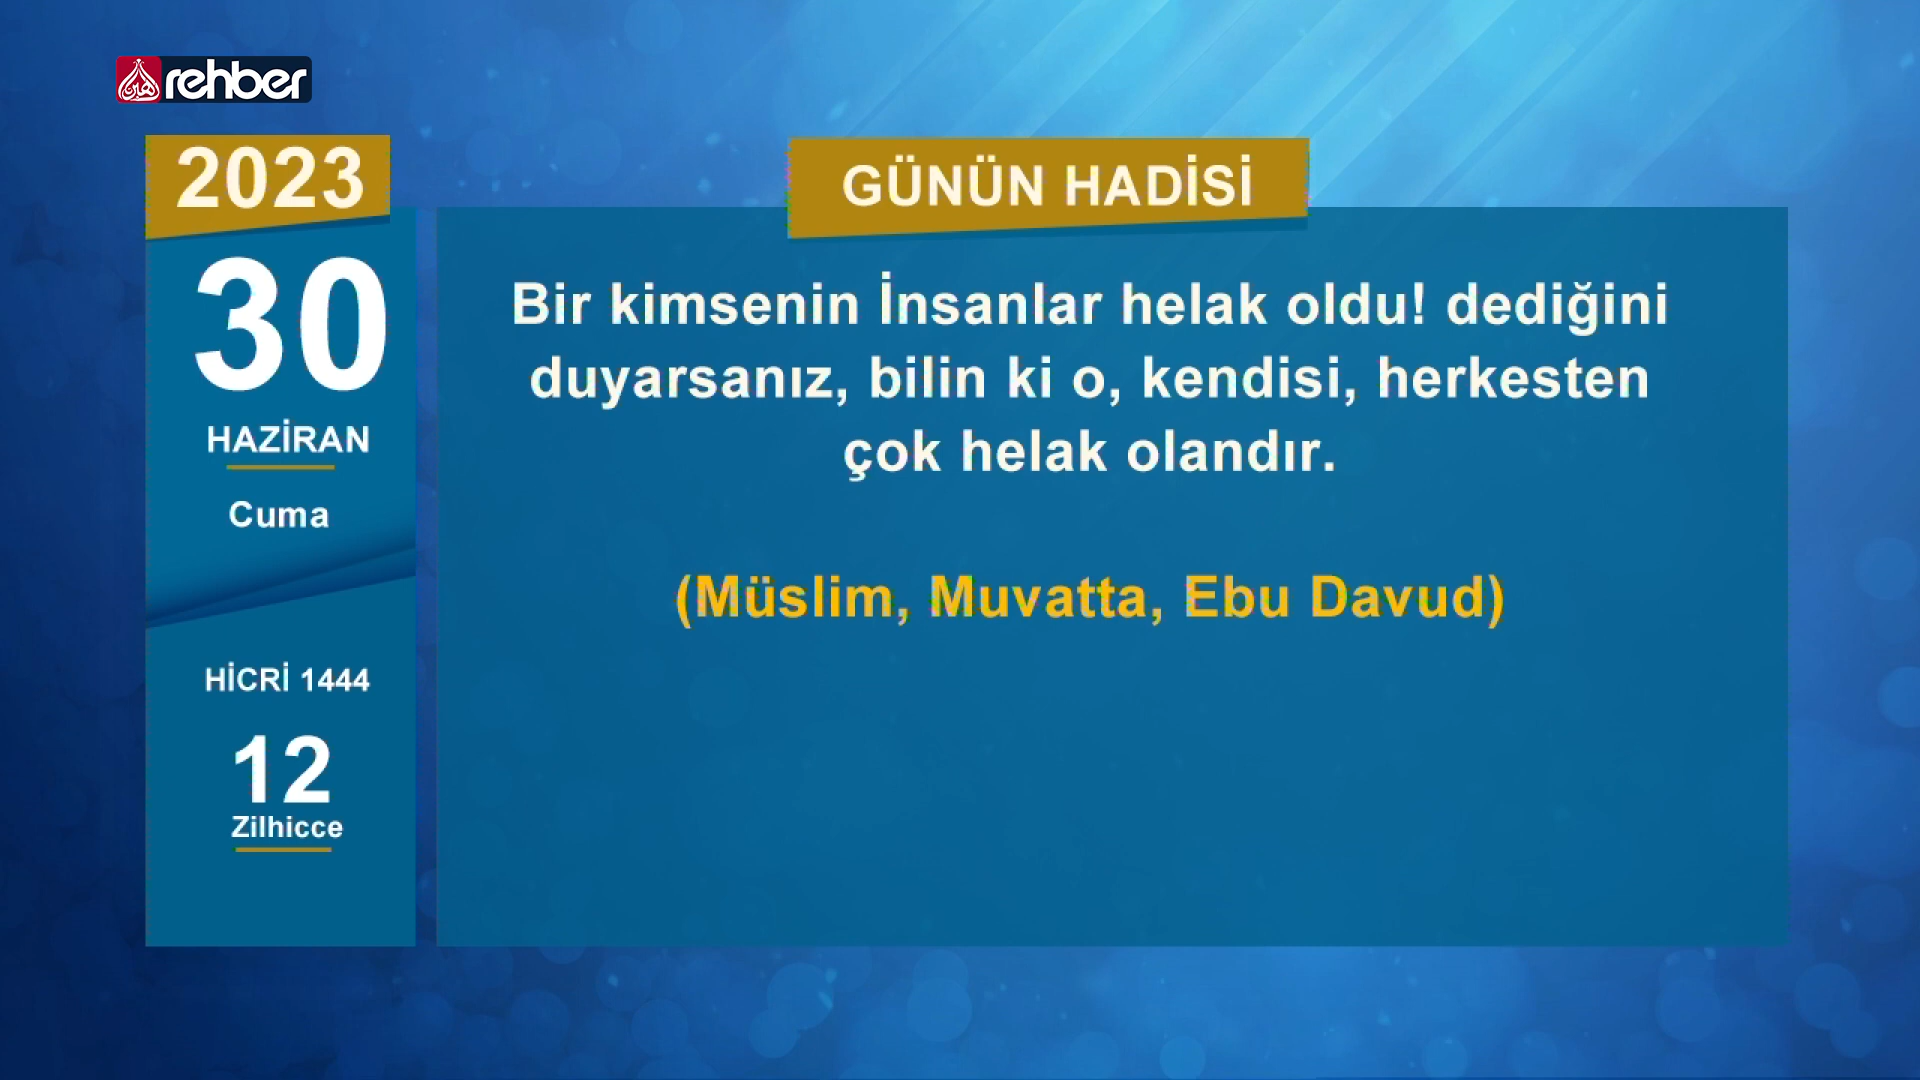 rehber
2023
30
HAZİRAN
Cuma
HİCRİ 1444
12
Zilhicce
GÜNÜN HADİSİ
Bir kimsenin İnsanlar helak oldu! dediğini
duyarsanız, bilin ki o, kendisi, herkesten
çok helak olandır.
(Müslim, Muvatta, Ebu Davud)